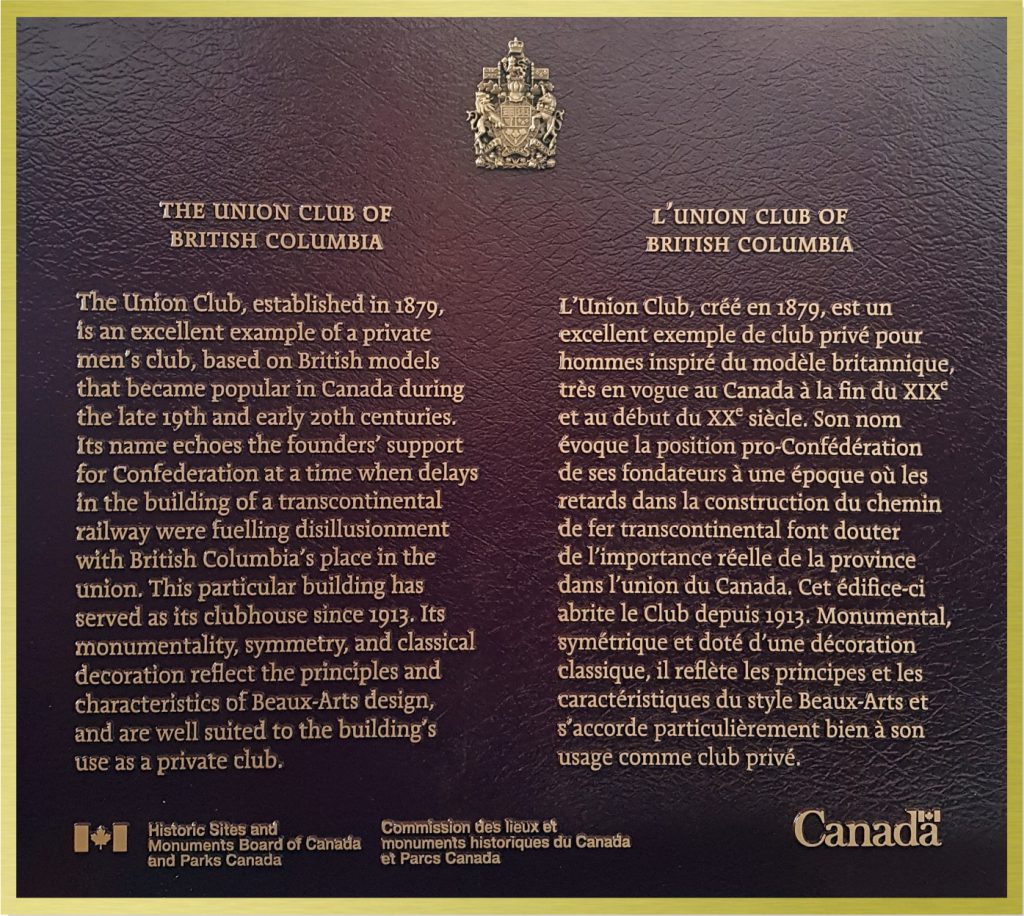 THE UNION CLUB OF
BRITISH COLUMBIA
The Union Club, established in 1879,
is an excellent example of a private
men's club, based on British models
that became popular in Canada during
the late 19th and early 20th centuries.
Its name echoes the founders' support
for Confederation at a time when delays
in the building of a transcontinental
railway were fuelling disillusionment
with British Columbia's place in the
union. This particular building has
served as its clubhouse since 1913. Its
monumentality, symmetry, and classical
decoration reflect the principles and
characteristics of Beaux-Arts design,
and are well suited to the building's
use as a private club.
L'UNION CLUB OF
BRITISH COLUMBIA
L'Union Club, créé en 1879, est un
excellent exemple de club privé pour
hommes inspiré du modèle britannique,
très en vogue au Canada à la fin du XIXe
et au début du XXe siècle. Son nom
évoque la position pro-Confédération
de ses fondateurs à une époque où les
retards dans la construction du chemin
de fer transcontinental font douter
de l'importance réelle de la province
dans l'union du Canada. Cet édifice-ci
abrite le Club depuis 1913. Monumental,
symétrique et doté d'une décoration
classique, il reflète les principes et les
caractéristiques du style Beaux-Arts et
s'accorde particulièrement bien à son
usage comme club privé.
Historic Sites and
Monuments Board of Canada
and Parks Canada
Commission des lieux et
monuments historiques du Canada
et Parcs Canada
Canada